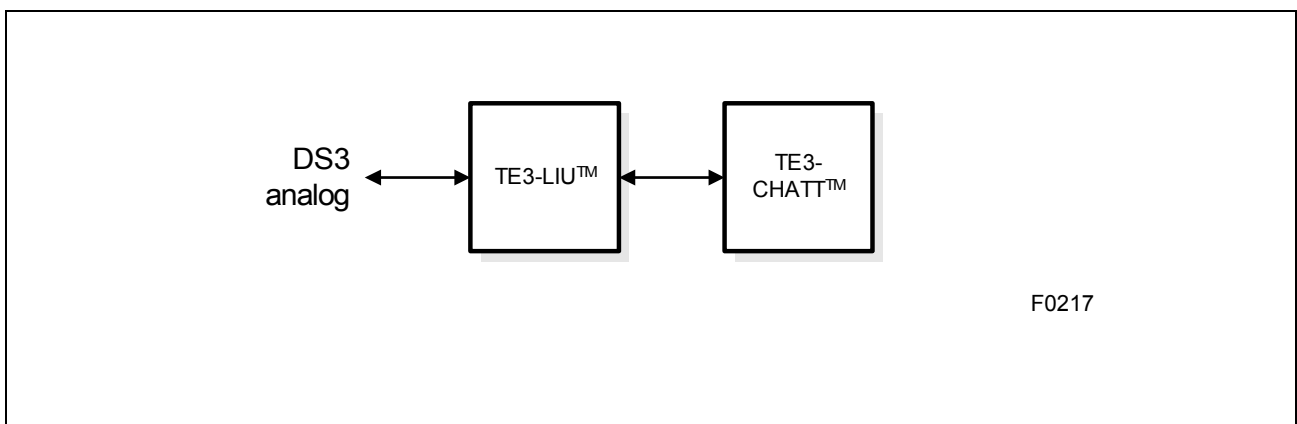 DS3
analog
TE3-LIU™
TE3-
CHATT™
F0217